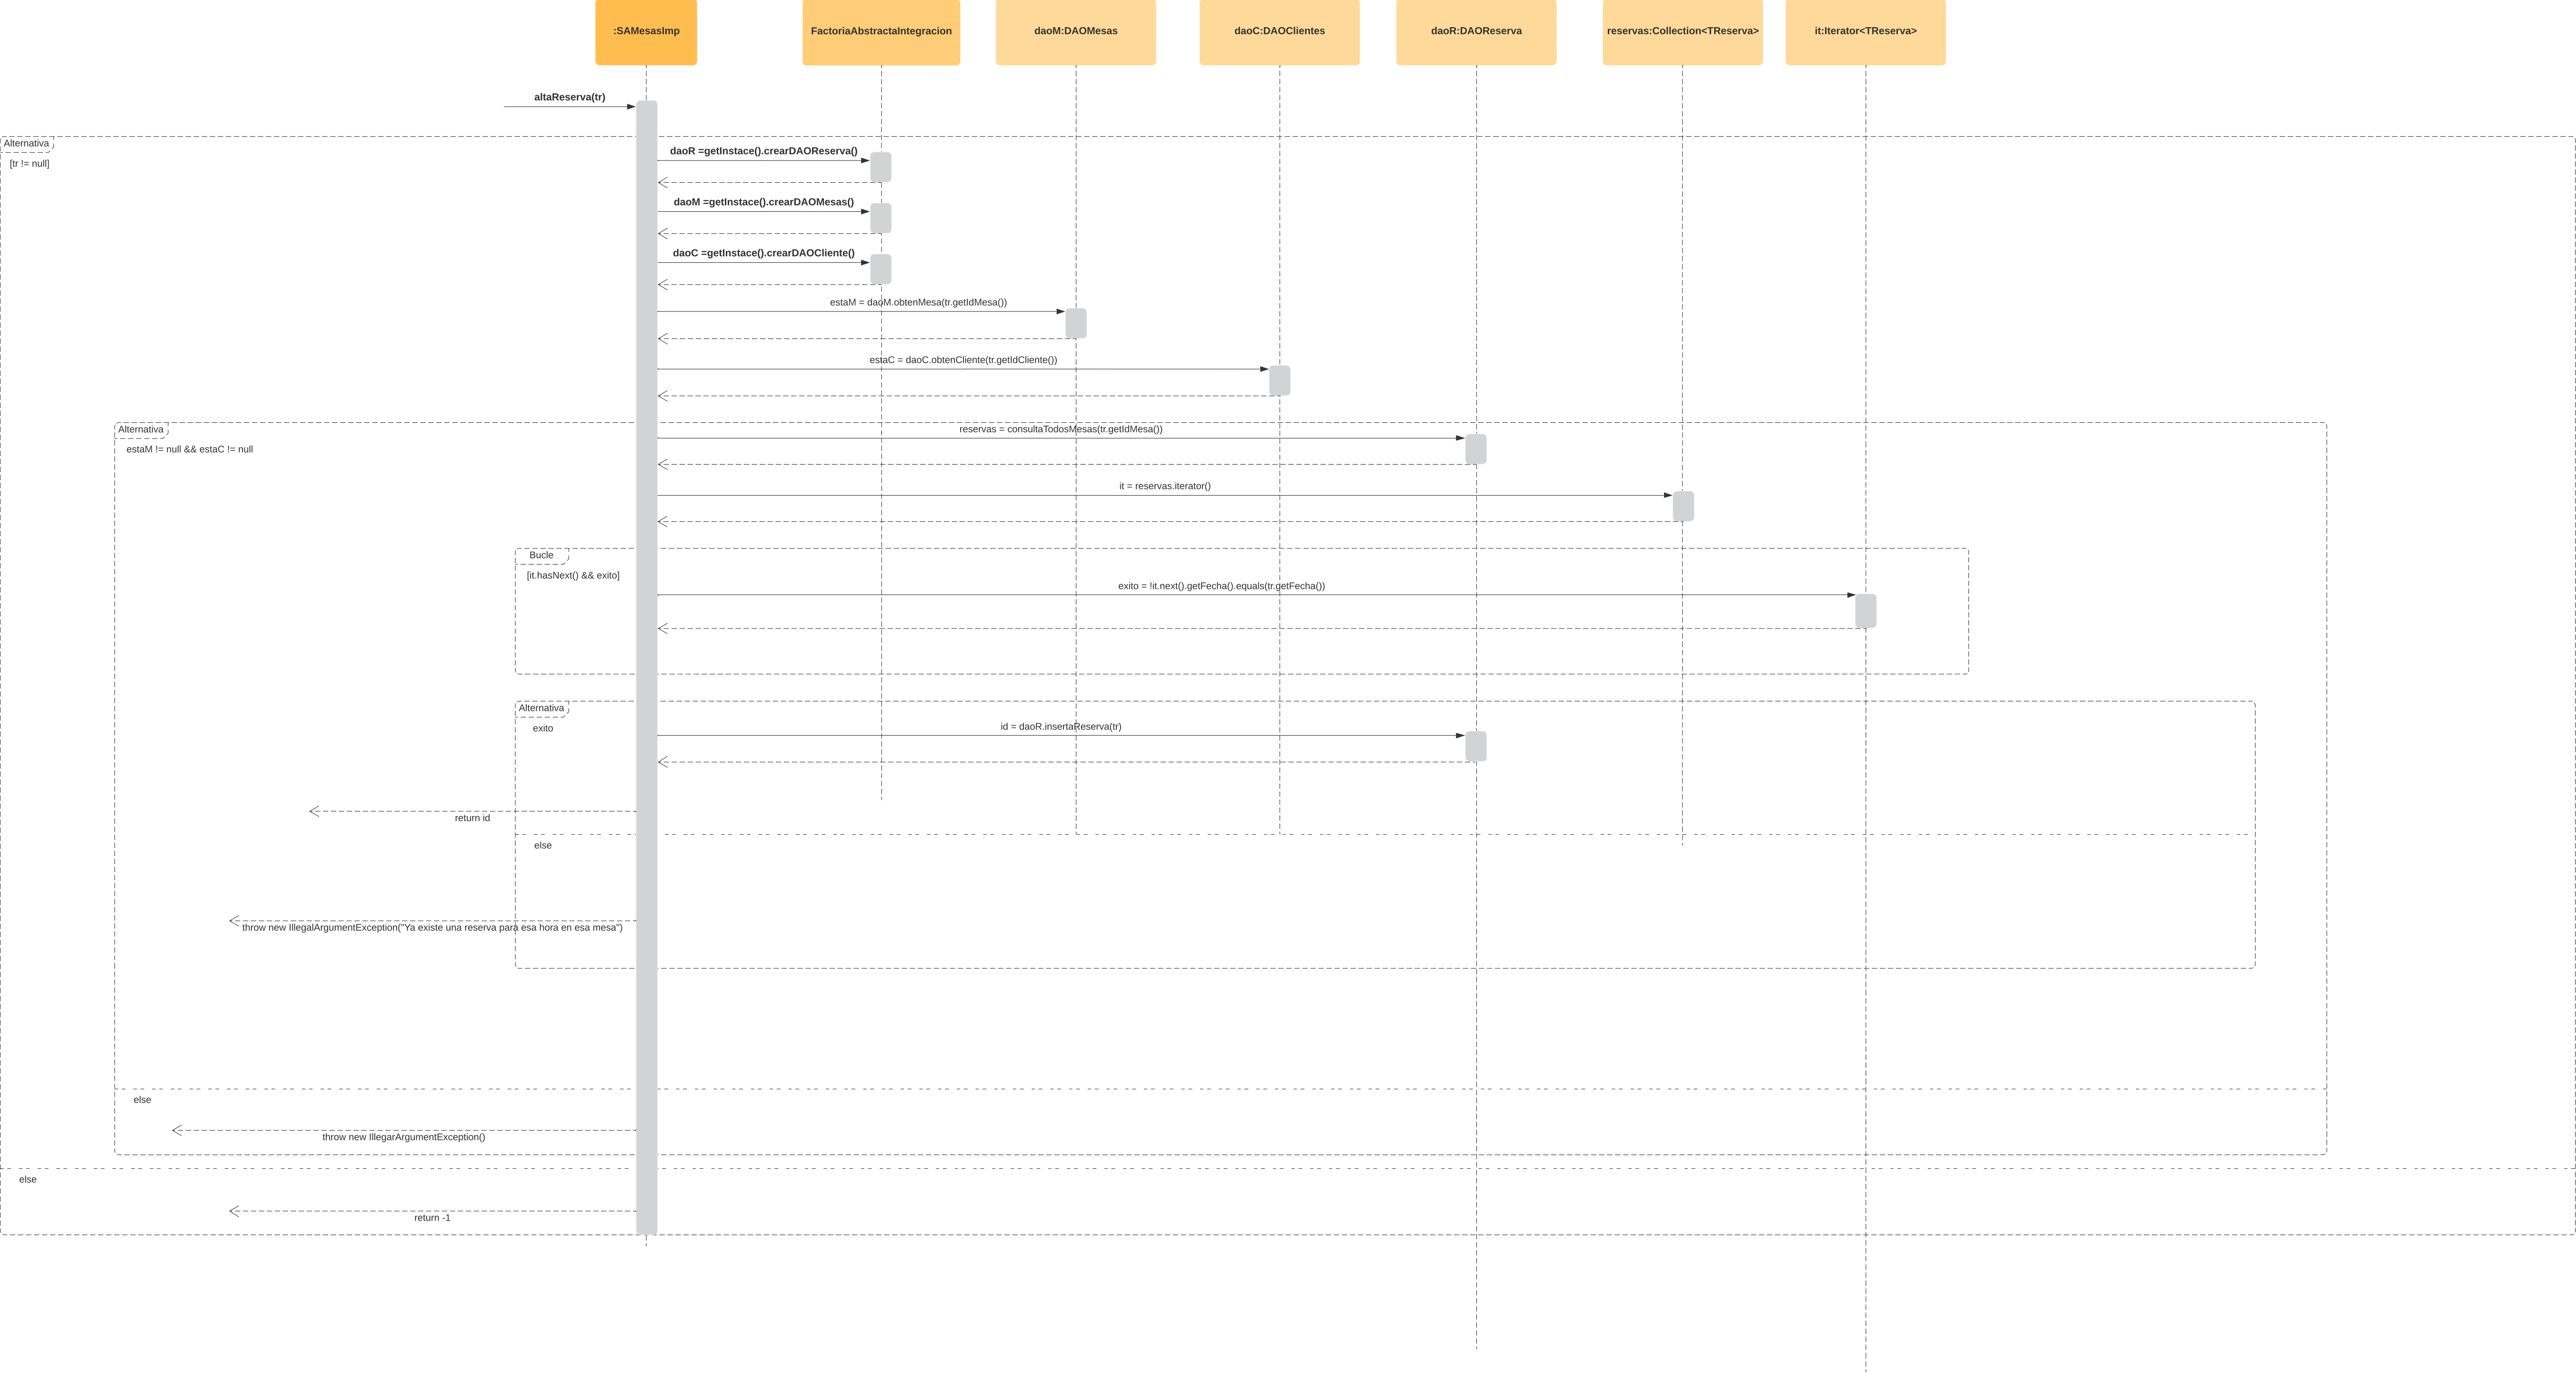 :SAMesasImp
FactoriaAbstractaIntegracion
daoM:DAOMesas
daoC:DAOClientes
daoR:DAOReserva
reservas:Collection<TReserva>
it:Iterator<TReserva>
altaReserva(tr)
Alternativa
[tr != null]
daoR =getInstace().crearDAOReserva()
daoM =getInstace().crearDAOMesas()
daoC =getInstace().crearDAOCliente()
estaM = daoM.obtenMesa(tr.getIdMesa())
estaC = daoC.obtenCliente(tr.getIdCliente())
Alternativa
estaM != null && estaC != null
reservas = consultaTodosMesas(tr.getIdMesa())
it = reservas.iterator()
Bucle
[it.hasNext() && exito]
exito = !it.next().getFecha().equals(tr.getFecha())
Alternativa
exito
id = daoR.insertaReserva(tr)
return id
else
throw new IllegalArgumentException("Ya existe una reserva para esa hora en esa mesa")
else
throw new IllegarArgumentException()
else
return -1